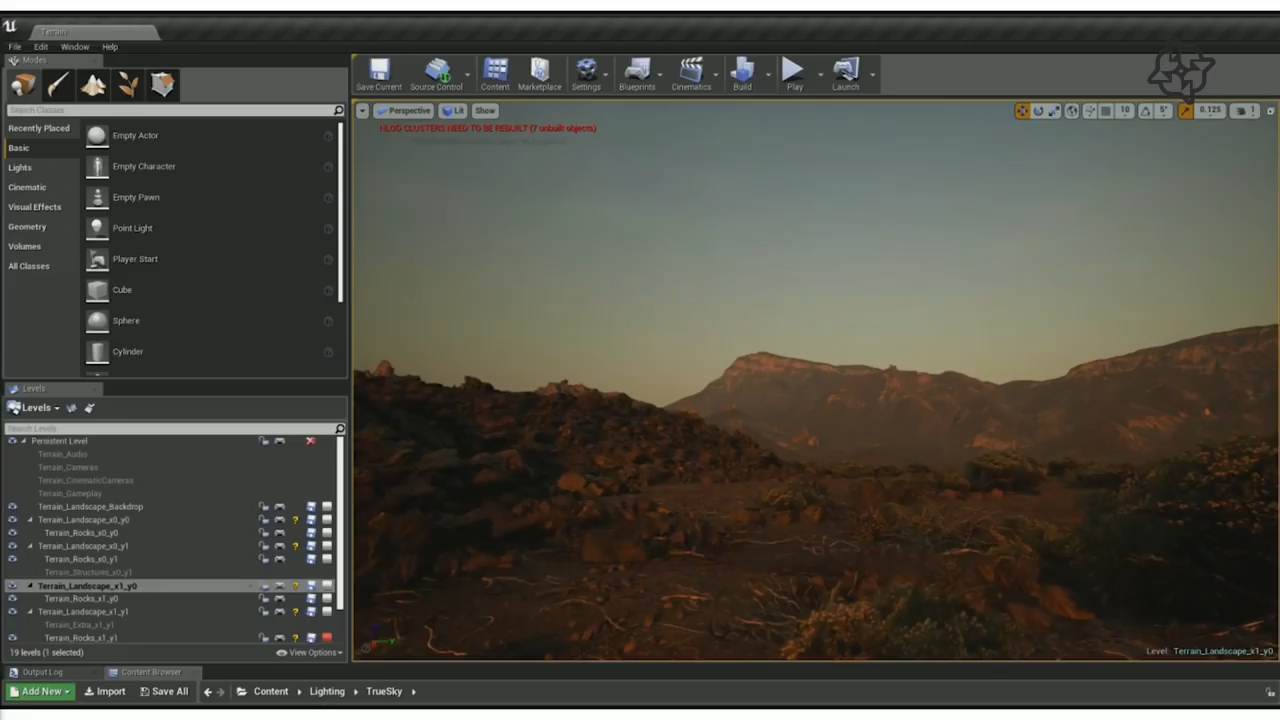 Terrain
File Edit Window Help
Modes
Save Current Source Control Content Marketplace Settings Blueprints Cinematics Build Play Launch
Search Classes
Perspective Lit Show
10 5° 0.125 1
HLOD CLUSTERS NEED TO BE REBUILT (7 unbuilt objects)
Recently Placed
Basic
Lights
Cinematic
Visual Effects
Geometry
Volumes
All Classes
Empty Actor
Empty Character
Empty Pawn
Point Light
Player Start
Cube
Sphere
Cylinder
Levels
Levels
Search Levels
Persistent Level
Terrain_Audio
Terrain_Cameras
Terrain_CinematicCameras
Terrain_Gameplay
Terrain_Landscape_Backdrop
Terrain_Landscape_x0_y0
Terrain_Rocks_x0_y0
Terrain_Landscape_x0_y1
Terrain_Rocks_x0_y1
Terrain_Structures_x0_y1
Terrain_Landscape_x1_y0
Terrain_Rocks_x1_y0
Terrain_Landscape_x1_y1
Terrain_Extra_x1_y1
Terrain_Rocks_x1_y1
19 levels (1 selected) View Options
Level: Terrain_Landscape_x1_y0
Output Log Content Browser
Add New Import Save All Content Lighting TrueSky